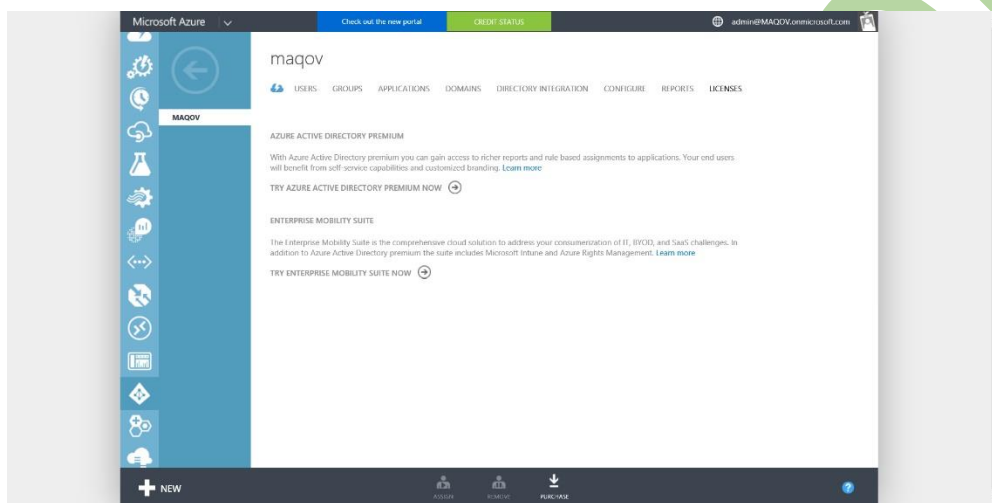 Microsoft Azure
Check out the new portal
CREDIT STATUS
admin@MAQOV.onmicrosoft.com
maqov
USERS GROUPS APPLICATIONS DOMAINS DIRECTORY INTEGRATION CONFIGURE REPORTS LICENSES
MAQOV
AZURE ACTIVE DIRECTORY PREMIUM
With Azure Active Directory premium you can gain access to richer reports and rule based assignments to applications. Your end users
will benefit from self-service capabilities and customized branding. Learn more
TRY AZURE ACTIVE DIRECTORY PREMIUM NOW
ENTERPRISE MOBILITY SUITE
The Enterprise Mobility Suite is the comprehensive cloud solution to address your consumerization of IT, BYOD, and SaaS challenges. In
addition to Azure Active Directory premium the suite includes Microsoft Intune and Azure Rights Management. Learn more
TRY ENTERPRISE MOBILITY SUITE NOW
NEW
ASSIGN
REMOVE
PURCHASE
?